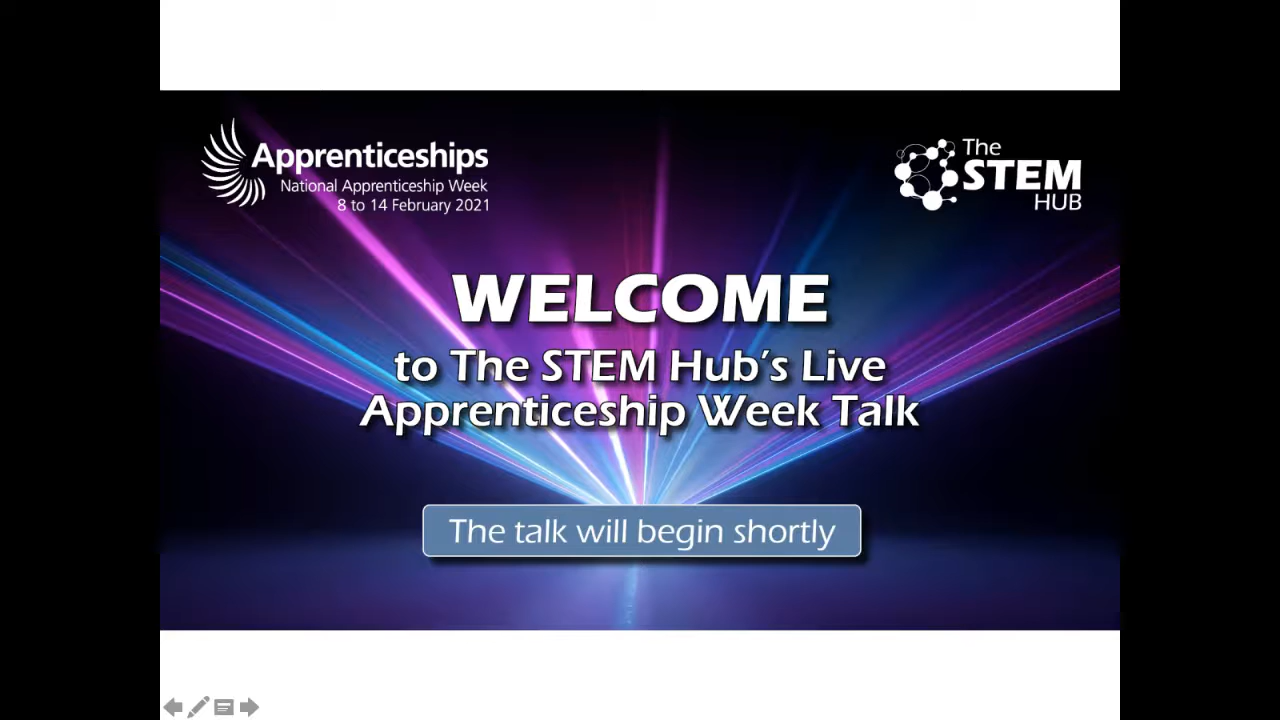 Apprenticeships
National Apprenticeship Week
8 to 14 February 2021
The
STEM
HUB
WELCOME
to The STEM Hub's Live
Apprenticeship Week Talk
The talk will begin shortly